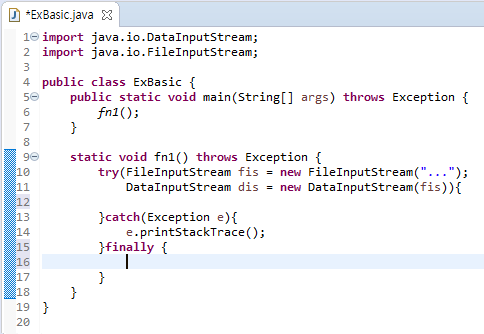 *ExBasic.java
1 import java.io.DataInputStream;
2 import java.io.FileInputStream;
3
4 public class ExBasic {
5 public static void main(String[] args) throws Exception {
6 fn1();
7 }
8
9 static void fn1() throws Exception {
10 try(FileInputStream fis = new FileInputStream("...");
11 DataInputStream dis = new DataInputStream(fis)){
12
13 }catch(Exception e){
14 e.printStackTrace();
15 }finally {
16
17 }
18 }
19 }
20